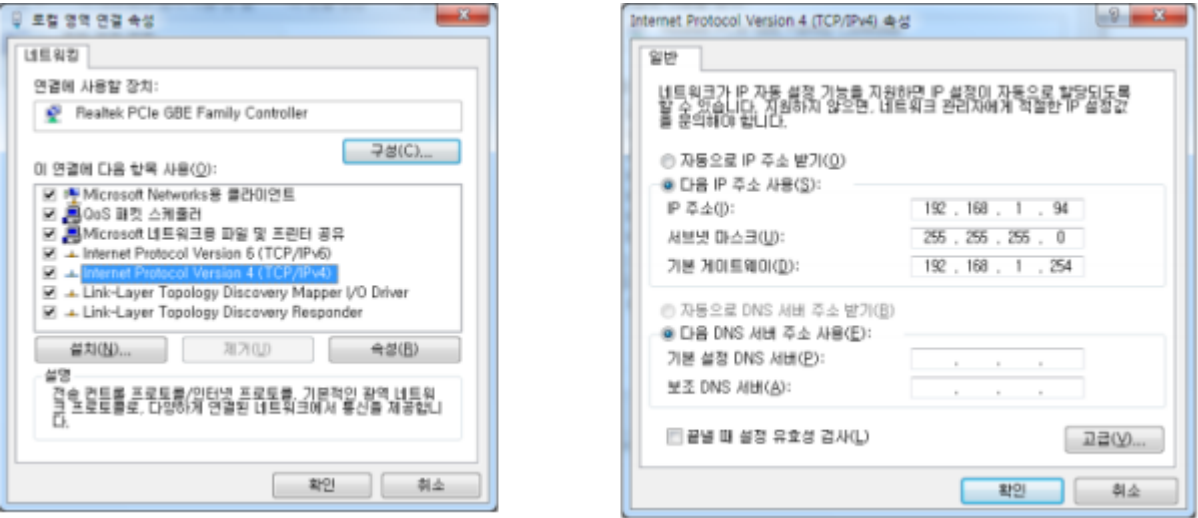 로컬 영역 연결 속성
네트워킹
연결에 사용할 장치:
Realtek PCIe GBE Family Controller
구성(C)...
이 연결에 다음 항목 사용(O):
Microsoft Networks용 클라이언트
QoS 패킷 스케줄러
Microsoft 네트워크용 파일 및 프린터 공유
Internet Protocol Version 6 (TCP/IPv6)
Internet Protocol Version 4 (TCP/IPv4)
Link-Layer Topology Discovery Mapper I/O Driver
Link-Layer Topology Discovery Responder
설치(N)...
제거(U)
속성(R)
설명
전송 컨트롤 프로토콜/인터넷 프로토콜. 기본적인 광역 네트워
크 프로토콜로, 다양하게 연결된 네트워크에서 통신을 제공합니
다.
확인
취소
Internet Protocol Version 4 (TCP/IPv4) 속성
일반
네트워크가 IP 자동 설정 기능을 지원하면 IP 설정이 자동으로 할당되도록
할 수 있습니다. 지원하지 않으면, 네트워크 관리자에게 적절한 IP 설정값
을 문의해야 합니다.
자동으로 IP 주소 받기(O)
다음 IP 주소 사용(S):
IP 주소(I): 192 . 168 . 1 . 94
서브넷 마스크(U): 255 . 255 . 255 . 0
기본 게이트웨이(D): 192 . 168 . 1 . 254
자동으로 DNS 서버 주소 받기(B)
다음 DNS 서버 주소 사용(E):
기본 설정 DNS 서버(P): . . .
보조 DNS 서버(A): . . .
끝낼 때 설정 유효성 검사(L)
고급(V)...
확인
취소